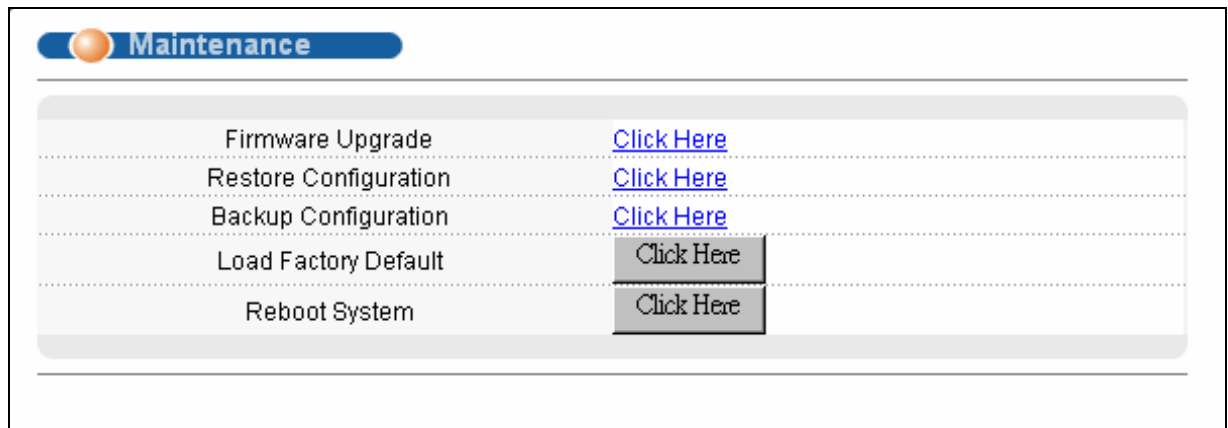 Maintenance
Firmware Upgrade Click Here
Restore Configuration Click Here
Backup Configuration Click Here
Load Factory Default Click Here
Reboot System Click Here